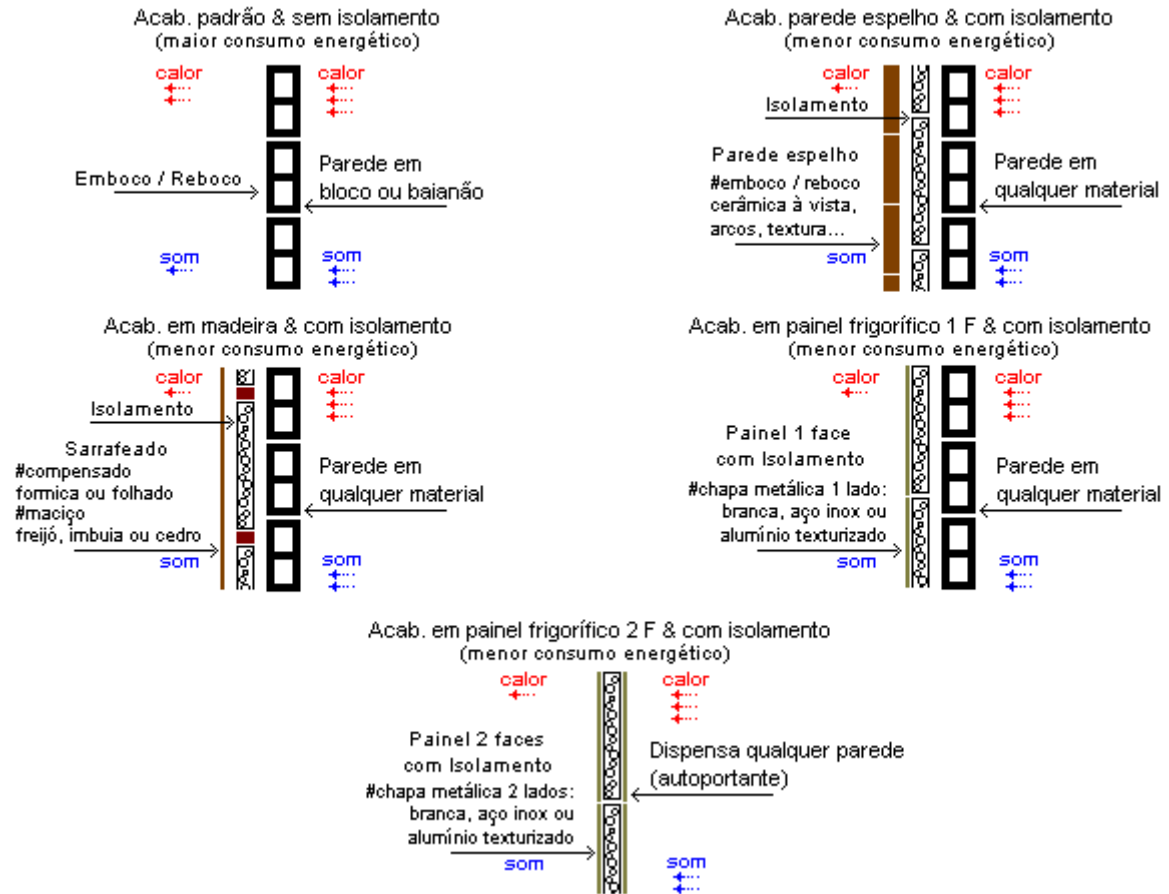 Acab. padrão & sem isolamento
(maior consumo energético)
calor
calor
Emboco / Reboco
Parede em
bloco ou baianão
som
som
Acab. parede espelho & com isolamento
(menor consumo energético)
calor
calor
Isolamento
Parede espelho
#emboco / reboco
cerâmica à vista,
arcos, textura...
Parede em
qualquer material
som
som
Acab. em madeira & com isolamento
(menor consumo energético)
calor
calor
Isolamento
Sarrafeado
#compensado
formica ou folhado
#maciço
freijó, imbuia ou cedro
Parede em
qualquer material
som
som
Acab. em painel frigorífico 1 F & com isolamento
(menor consumo energético)
calor
calor
Painel 1 face
com Isolamento
#chapa metálica 1 lado:
branca, aço inox ou
alumínio texturizado
Parede em
qualquer material
som
som
Acab. em painel frigorífico 2 F & com isolamento
(menor consumo energético)
calor
calor
Painel 2 faces
com Isolamento
#chapa metálica 2 lados:
branca, aço inox ou
alumínio texturizado
Dispensa qualquer parede
(autoportante)
som
som